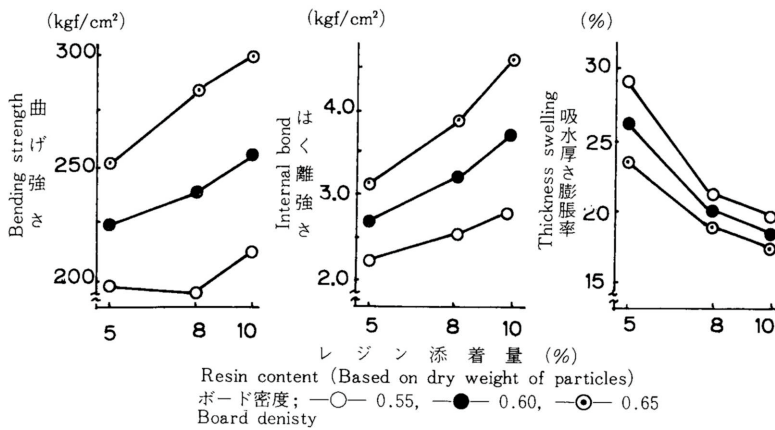 (kgf/cm²)
300
250
200
Bending strength
曲げ強さ
5 8 10
(kgf/cm²)
4.0
3.0
2.0
Internal bond
はく離強さ
5 8 10
(%)
30
25
20
15
Thickness swelling
吸水厚さ膨脹率
5 8 10
レジン添着量 (%)
Resin content (Based on dry weight of particles)
ボード密度; 0.55, 0.60, 0.65
Board denisty